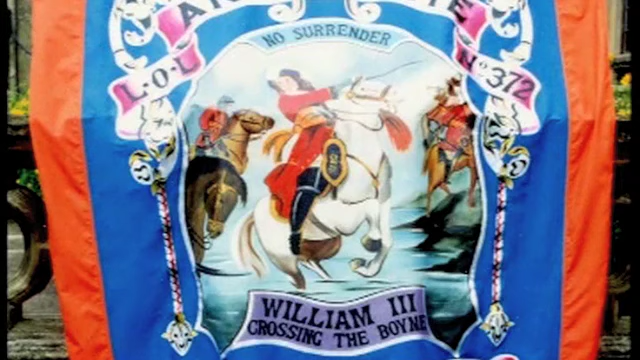 NO SURRENDER
L·O·L
Nº 372
WILLIAM III
CROSSING THE BOYNE